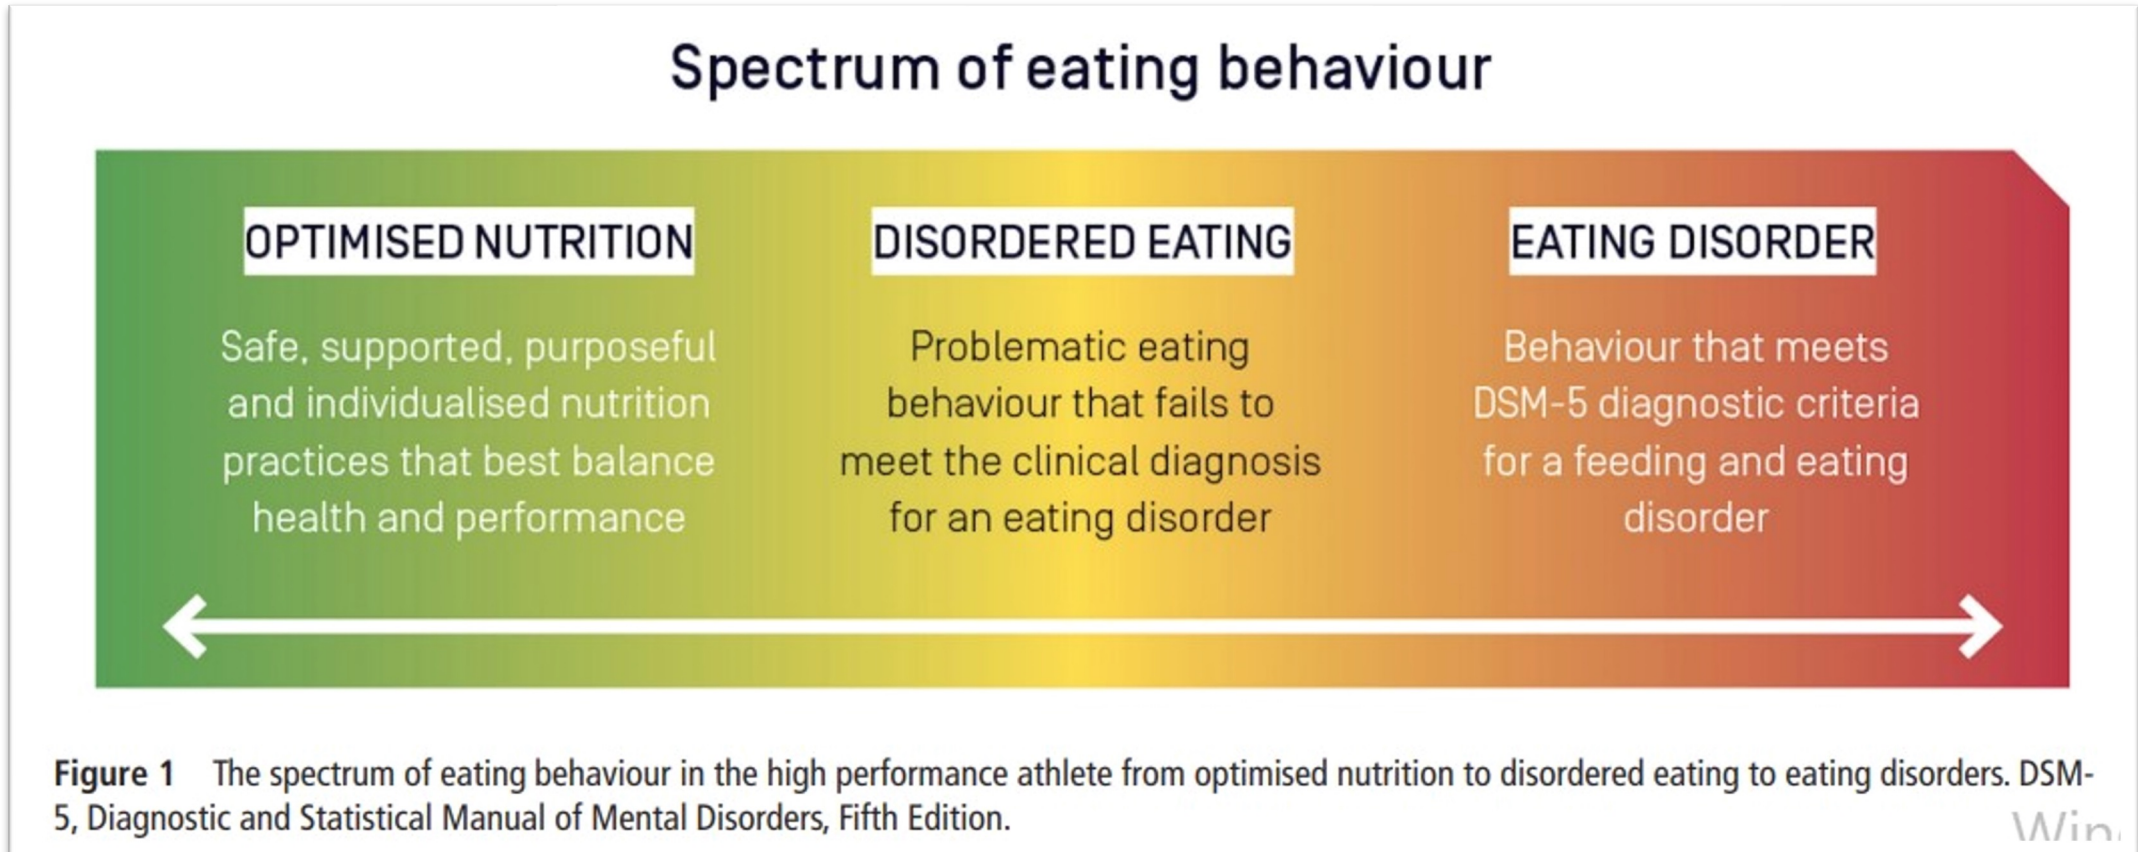 Spectrum of eating behaviour
OPTIMISED NUTRITION
Safe, supported, purposeful
and individualised nutrition
practices that best balance
health and performance
DISORDERED EATING
Problematic eating
behaviour that fails to
meet the clinical diagnosis
for an eating disorder
EATING DISORDER
Behaviour that meets
DSM-5 diagnostic criteria
for a feeding and eating
disorder
Figure 1 The spectrum of eating behaviour in the high performance athlete from optimised nutrition to disordered eating to eating disorders. DSM-
5, Diagnostic and Statistical Manual of Mental Disorders, Fifth Edition.